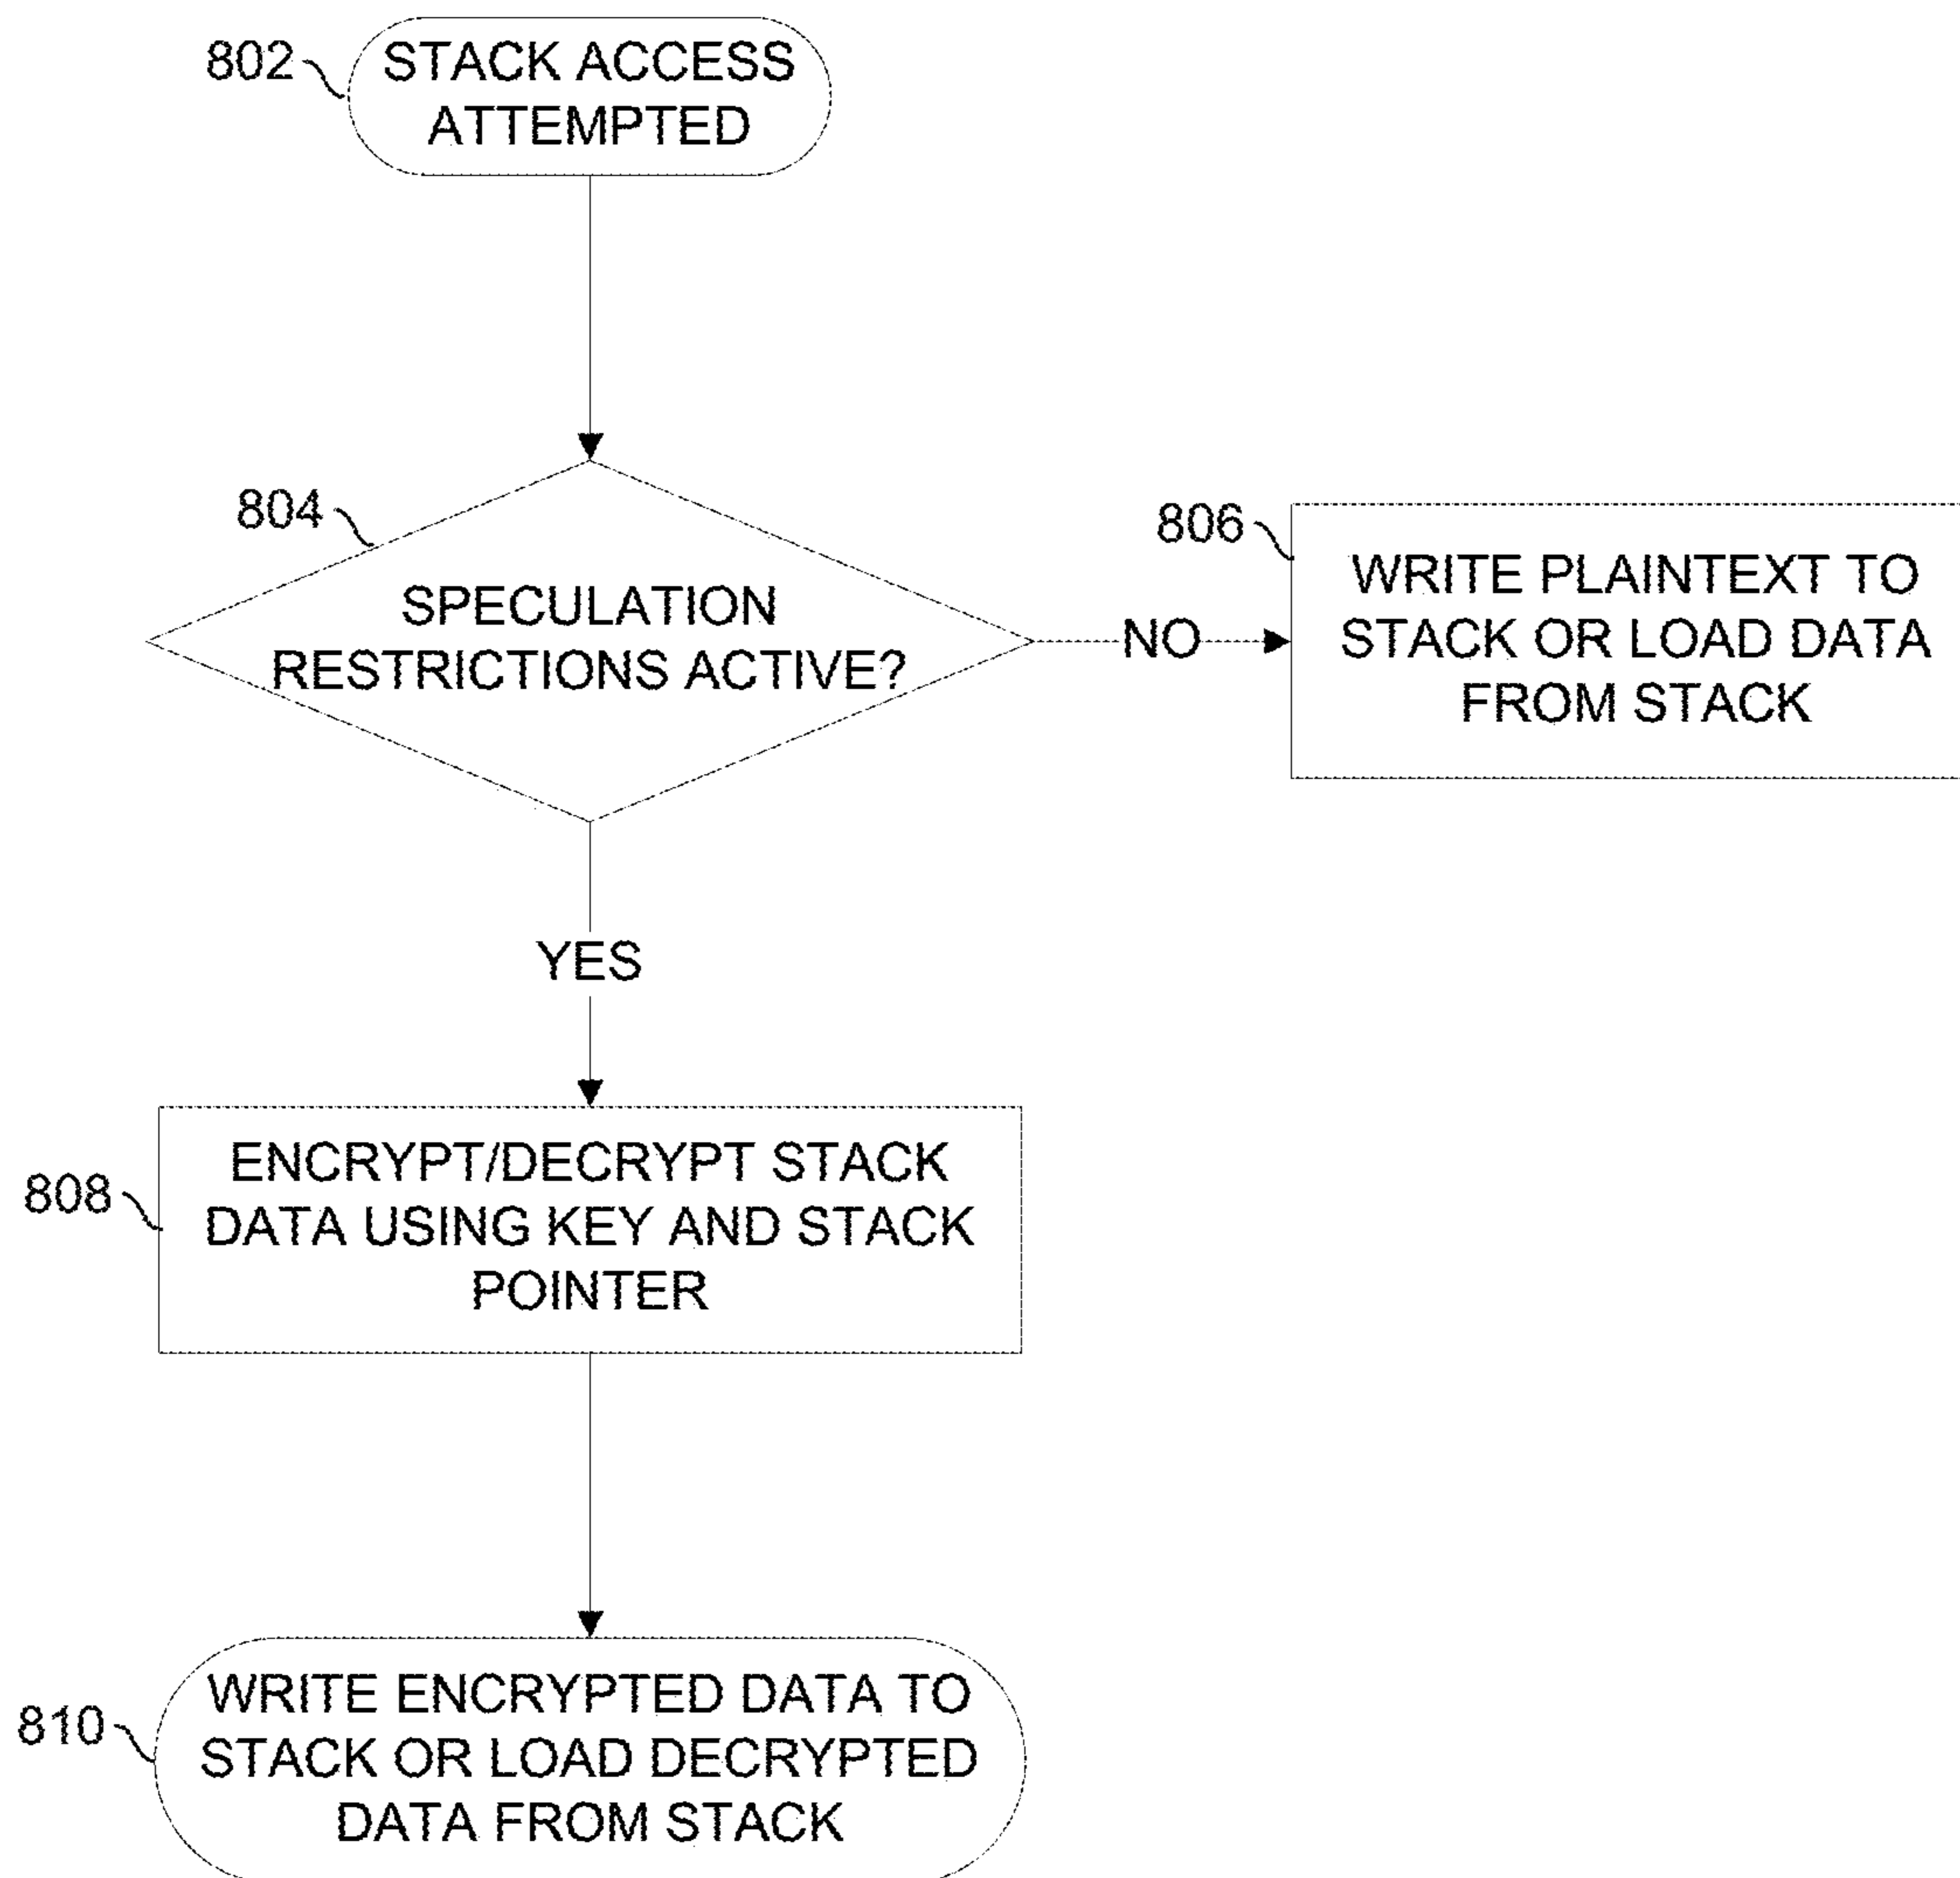 802
STACK ACCESS
ATTEMPTED
804
SPECULATION
RESTRICTIONS ACTIVE?
NO
806
WRITE PLAINTEXT TO
STACK OR LOAD DATA
FROM STACK
YES
808
ENCRYPT/DECRYPT STACK
DATA USING KEY AND STACK
POINTER
810
WRITE ENCRYPTED DATA TO
STACK OR LOAD DECRYPTED
DATA FROM STACK